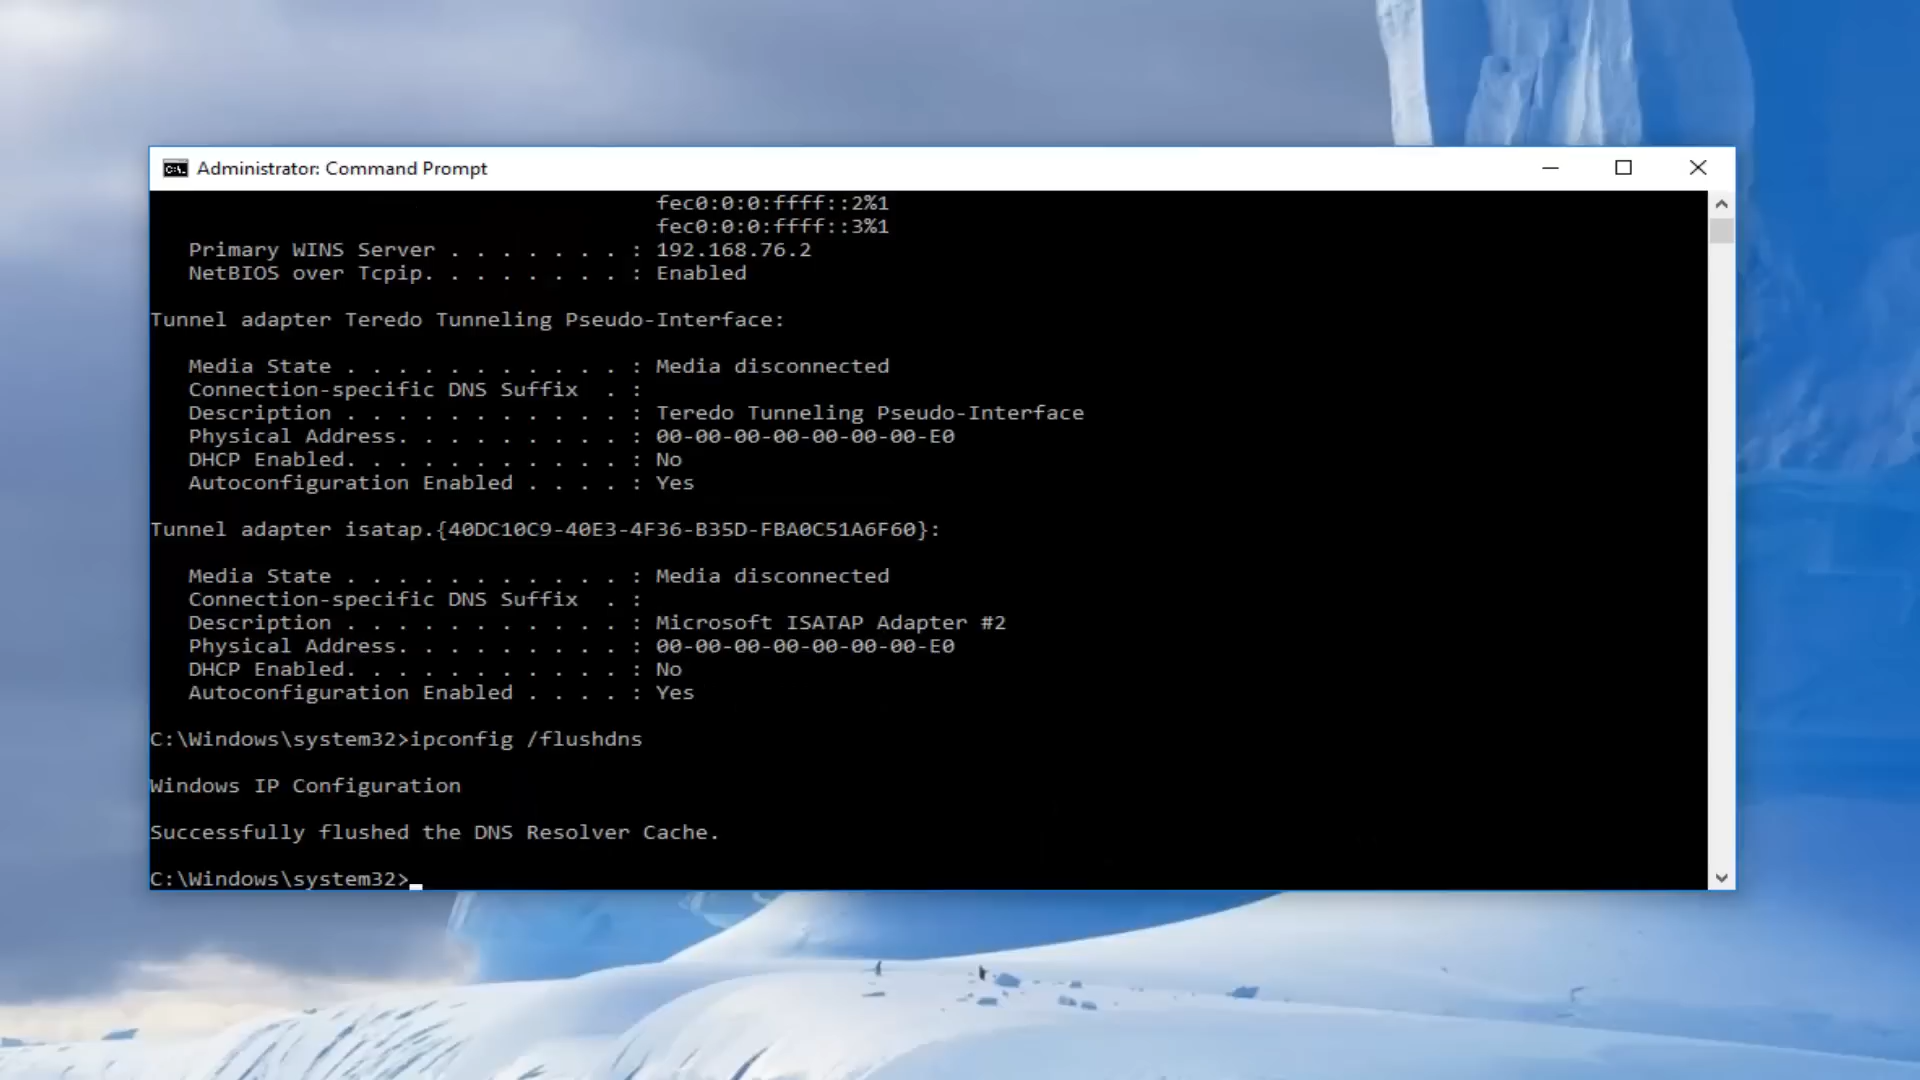 Administrator: Command Prompt
fec0:0:0:ffff::2%1
fec0:0:0:ffff::3%1
Primary WINS Server . . . . . . . : 192.168.76.2
NetBIOS over Tcpip. . . . . . . . : Enabled
Tunnel adapter Teredo Tunneling Pseudo-Interface:
Media State . . . . . . . . . . . : Media disconnected
Connection-specific DNS Suffix  . :
Description . . . . . . . . . . . : Teredo Tunneling Pseudo-Interface
Physical Address. . . . . . . . . : 00-00-00-00-00-00-00-E0
DHCP Enabled. . . . . . . . . . . : No
Autoconfiguration Enabled . . . . : Yes
Tunnel adapter isatap.{40DC10C9-40E3-4F36-B35D-FBA0C51A6F60}:
Media State . . . . . . . . . . . : Media disconnected
Connection-specific DNS Suffix  . :
Description . . . . . . . . . . . : Microsoft ISATAP Adapter #2
Physical Address. . . . . . . . . : 00-00-00-00-00-00-00-E0
DHCP Enabled. . . . . . . . . . . : No
Autoconfiguration Enabled . . . . : Yes
C:\Windows\system32>ipconfig /flushdns
Windows IP Configuration
Successfully flushed the DNS Resolver Cache.
C:\Windows\system32>